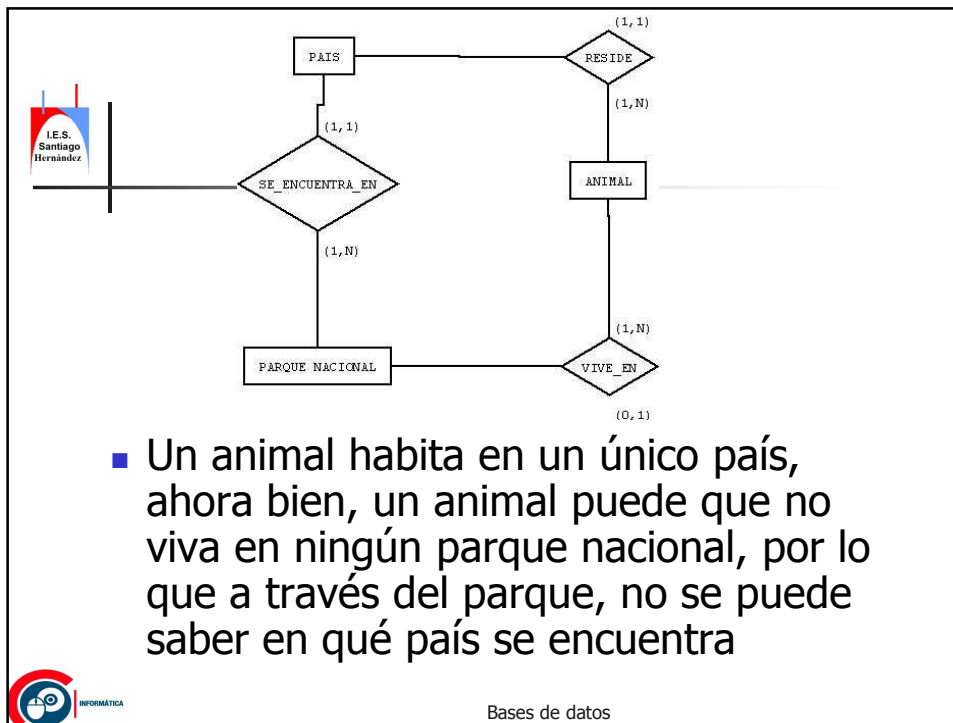 (1,1)
PAIS
RESIDE
(1,N)
I.E.S.
Santiago
Hernández
(1,1)
SE_ENCUENTRA_EN
ANIMAL
(1,N)
(1,N)
PARQUE NACIONAL
VIVE_EN
(0,1)
Un animal habita en un único país,
ahora bien, un animal puede que no
viva en ningún parque nacional, por lo
que a través del parque, no se puede
saber en qué país se encuentra
INFORMÁTICA
Bases de datos